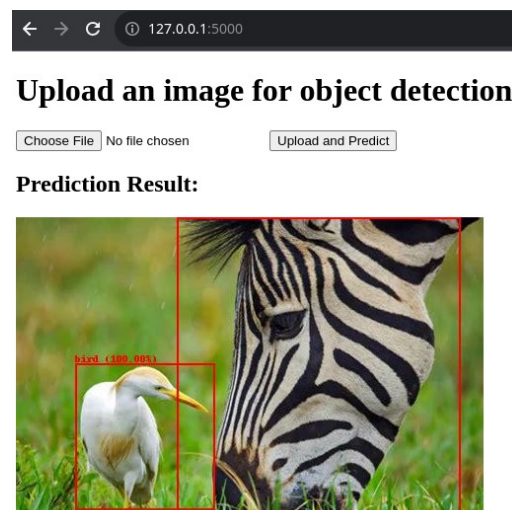 127.0.0.1:5000
Upload an image for object detection
Choose File No file chosen Upload and Predict
Prediction Result:
bird (100.00%)